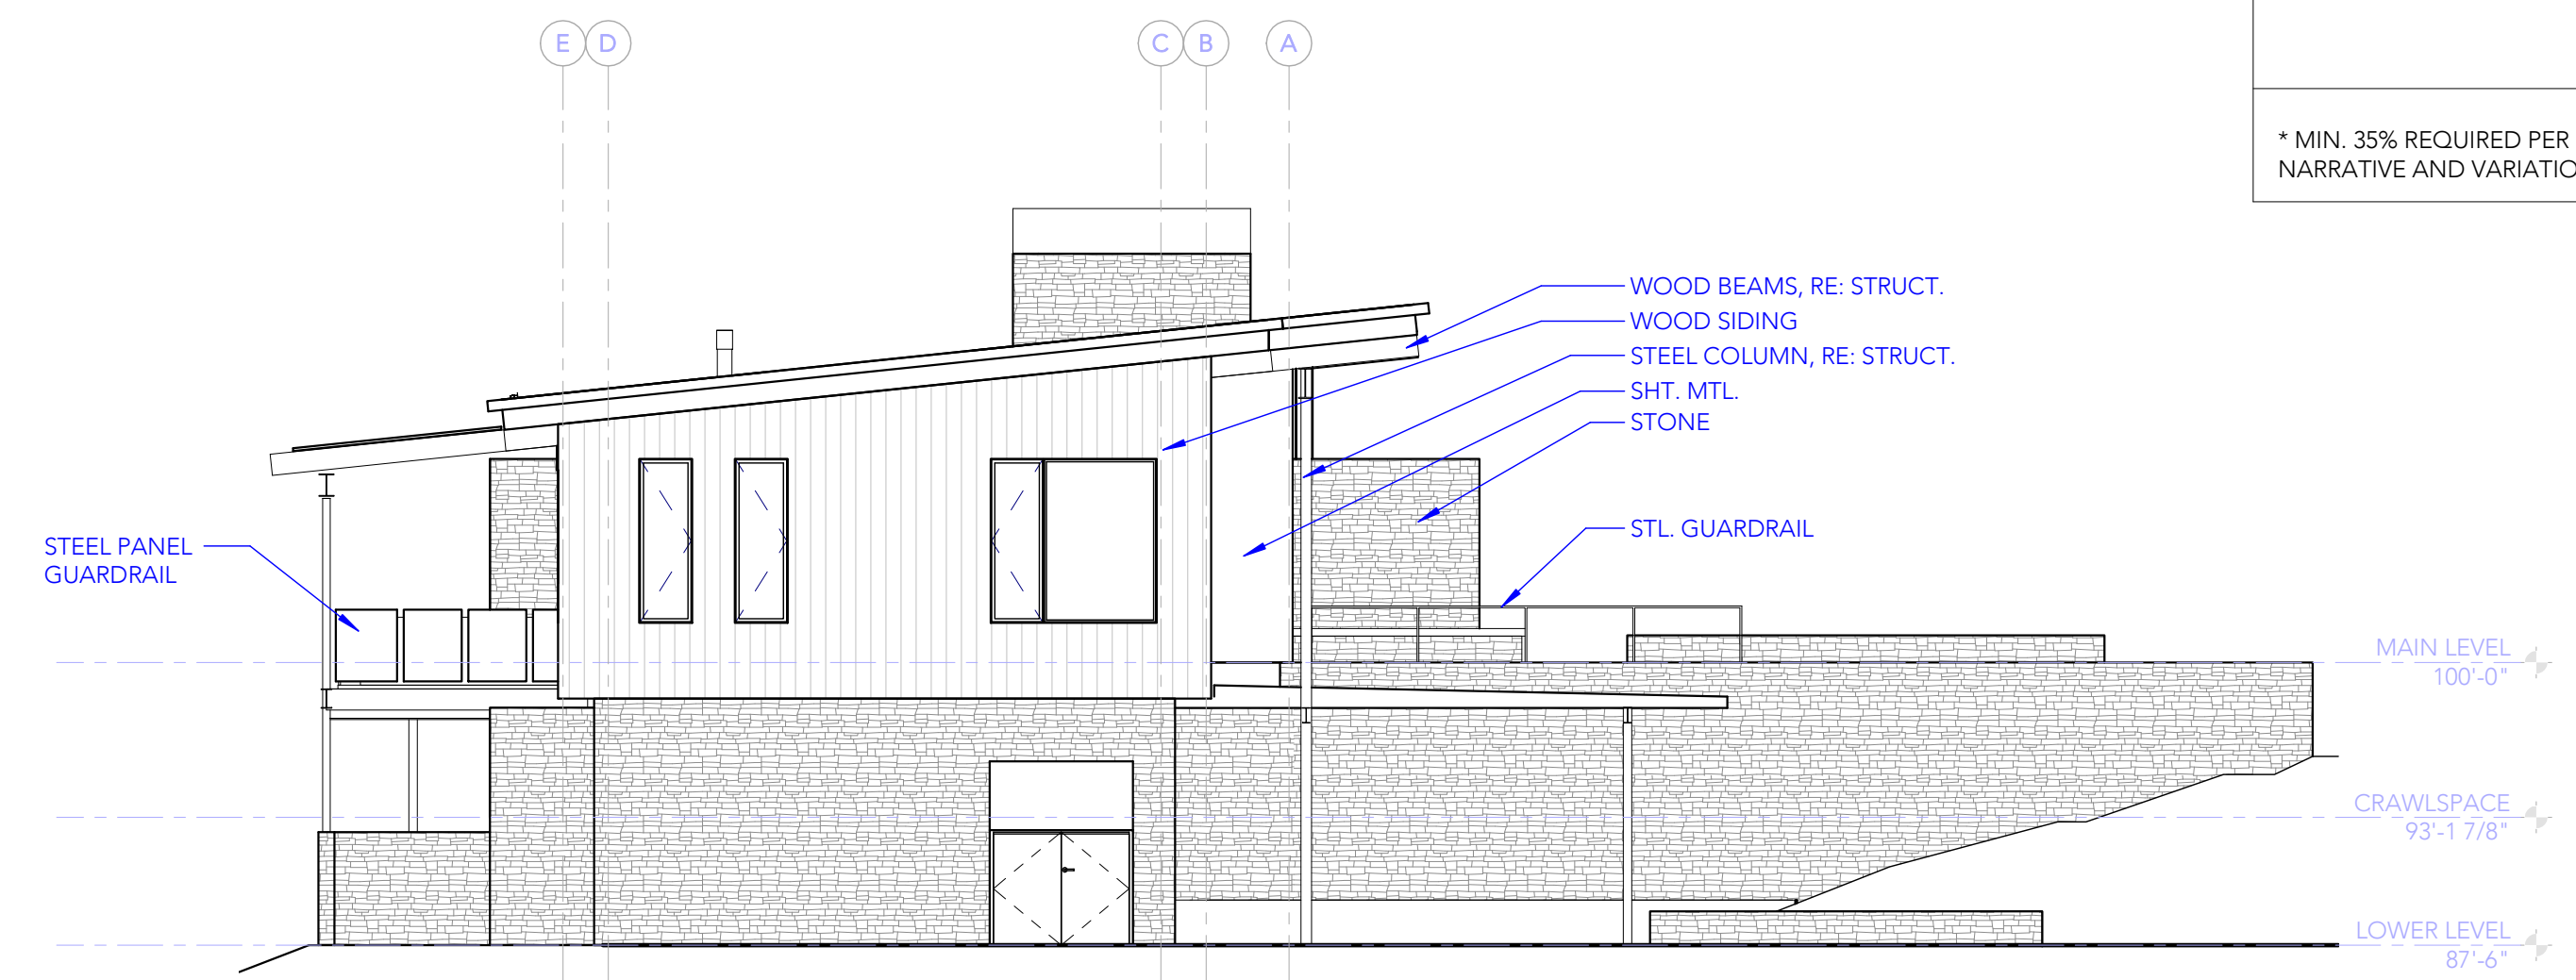 E D C B A
* MIN. 35% REQUIRED PER
NARRATIVE AND
WOOD BEAMS, RE: STRUCT.
WOOD SIDING
STEEL COLUMN, RE: STRUCT.
SHT. MTL.
STONE
STL. GUARDRAIL
STEEL PANEL
GUARDRAIL
MAIN LEVEL
100'-0"
CRAWLSPACE
93'-1 7/8"
LOWER LEVEL
87'-6"